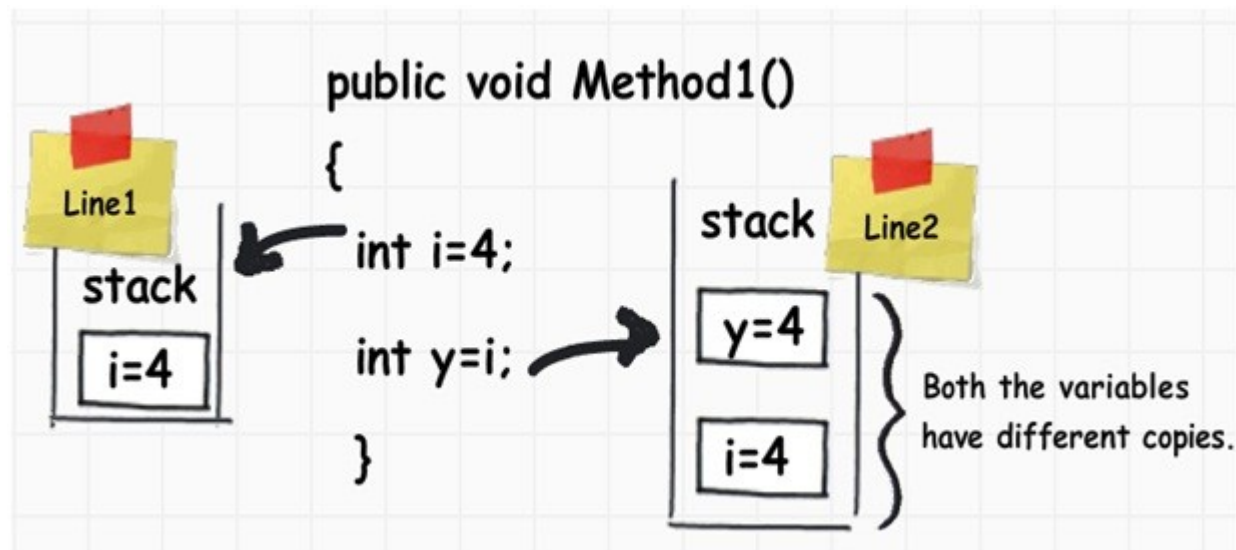 public void Method1()
{
Line1
stack
i=4
int i=4;
int y=i;
}
stack
Line2
y=4
i=4
Both the variables
have different copies.